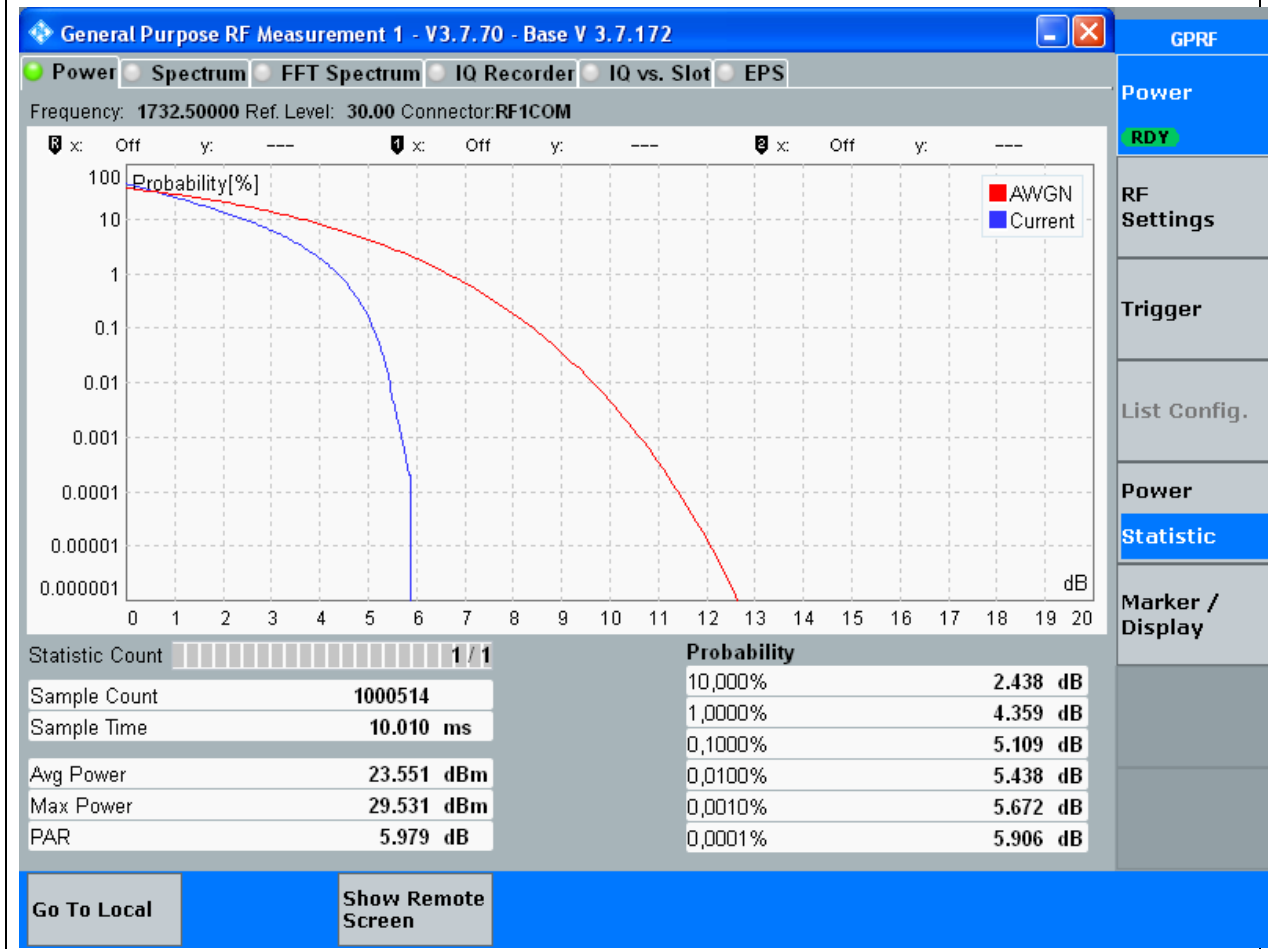 General Purpose RF Measurement 1 - V3.7.70 - Base V 3.7.172
GPRF
Power Spectrum FFT Spectrum IQ Recorder IQ vs. Slot EPS
Frequency: 1732.50000 Ref. Level: 30.00 Connector:RF1COM
R x: Off y: --- 1 x: Off y: --- 2 x: Off y: ---
Probability[%]
AWGN
Current
100
10
1
0.1
0.01
0.001
0.0001
0.00001
0.000001
dB
0 1 2 3 4 5 6 7 8 9 10 11 12 13 14 15 16 17 18 19 20
Statistic Count 1 / 1
Sample Count 1000514
Sample Time 10.010 ms
Avg Power 23.551 dBm
Max Power 29.531 dBm
PAR 5.979 dB
Probability
10,000% 2.438 dB
1,0000% 4.359 dB
0,1000% 5.109 dB
0,0100% 5.438 dB
0,0010% 5.672 dB
0,0001% 5.906 dB
Power
RDY
RF
Settings
Trigger
List Config.
Power
Statistic
Marker /
Display
Go To Local
Show Remote
Screen